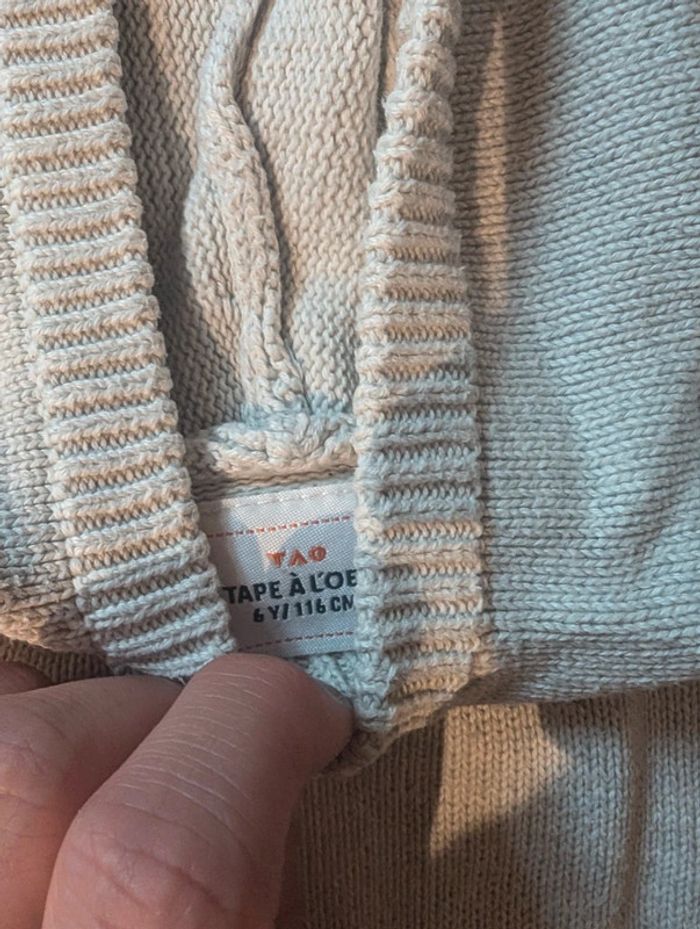 TAO
TAPE À L'OE
6 Y/ 116 CM